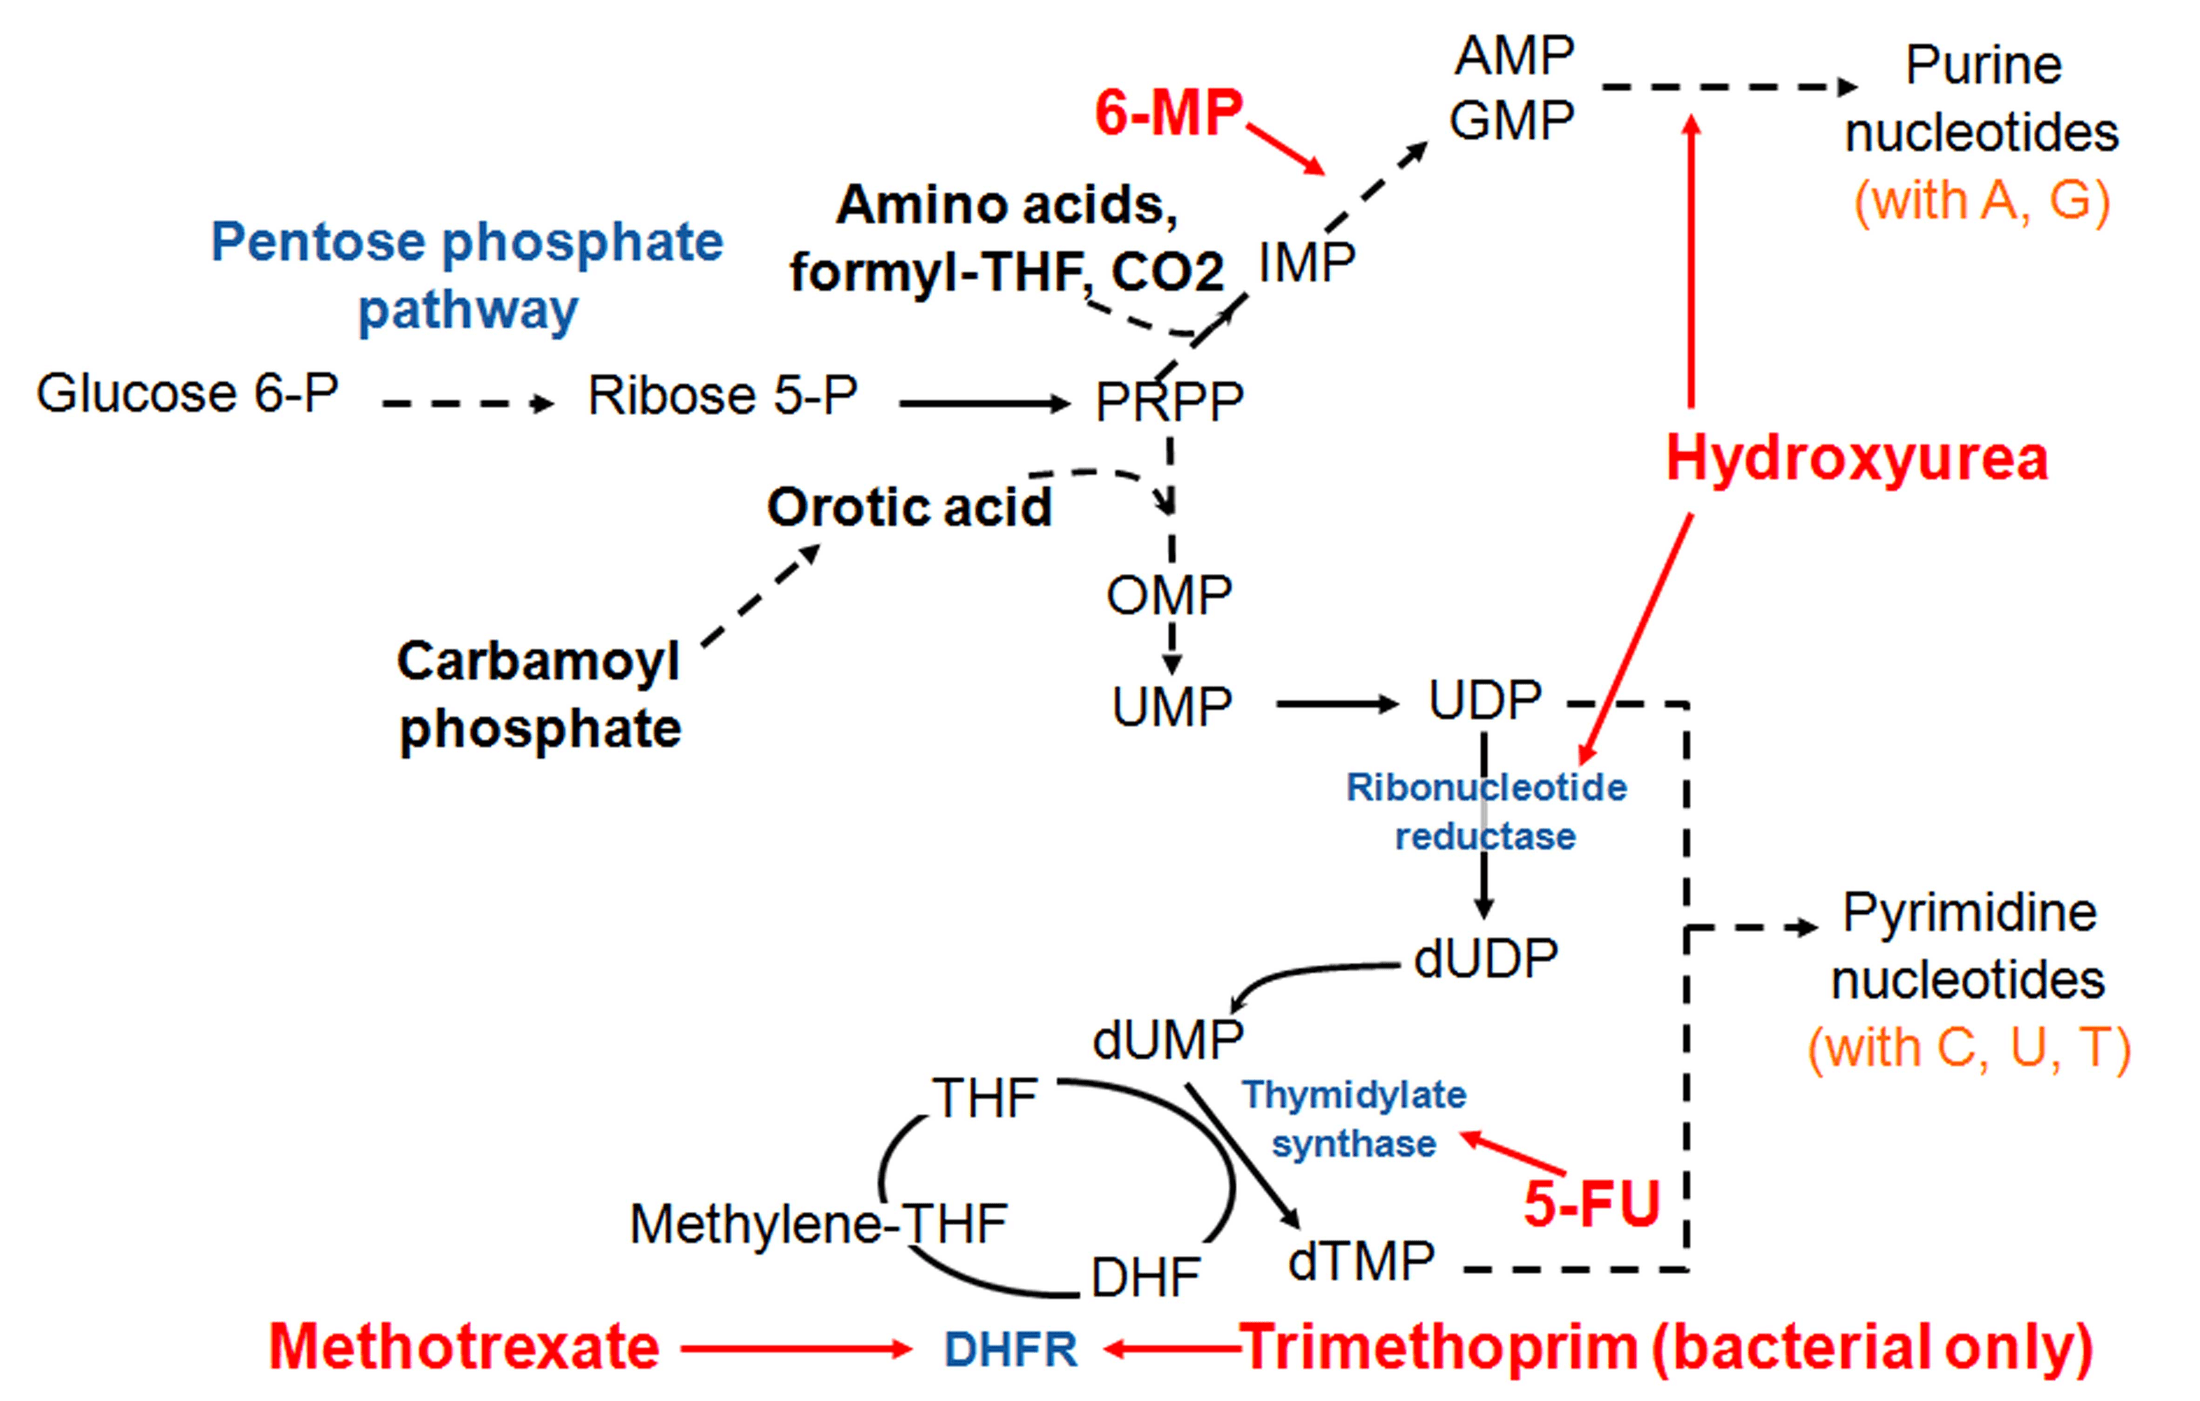 AMP
GMP
Purine
nucleotides
(with A, G)
6-MP
Amino acids,
formyl-THF, CO2
IMP
Pentose phosphate
pathway
Glucose 6-P
Ribose 5-P
PRPP
Hydroxyurea
Orotic acid
OMP
Carbamoyl
phosphate
UMP
UDP
Ribonucleotide
reductase
dUDP
Pyrimidine
nucleotides
(with C, U, T)
dUMP
THF
Thymidylate
synthase
5-FU
Methylene-THF
DHF
dTMP
Methotrexate
DHFR
Trimethoprim (bacterial only)